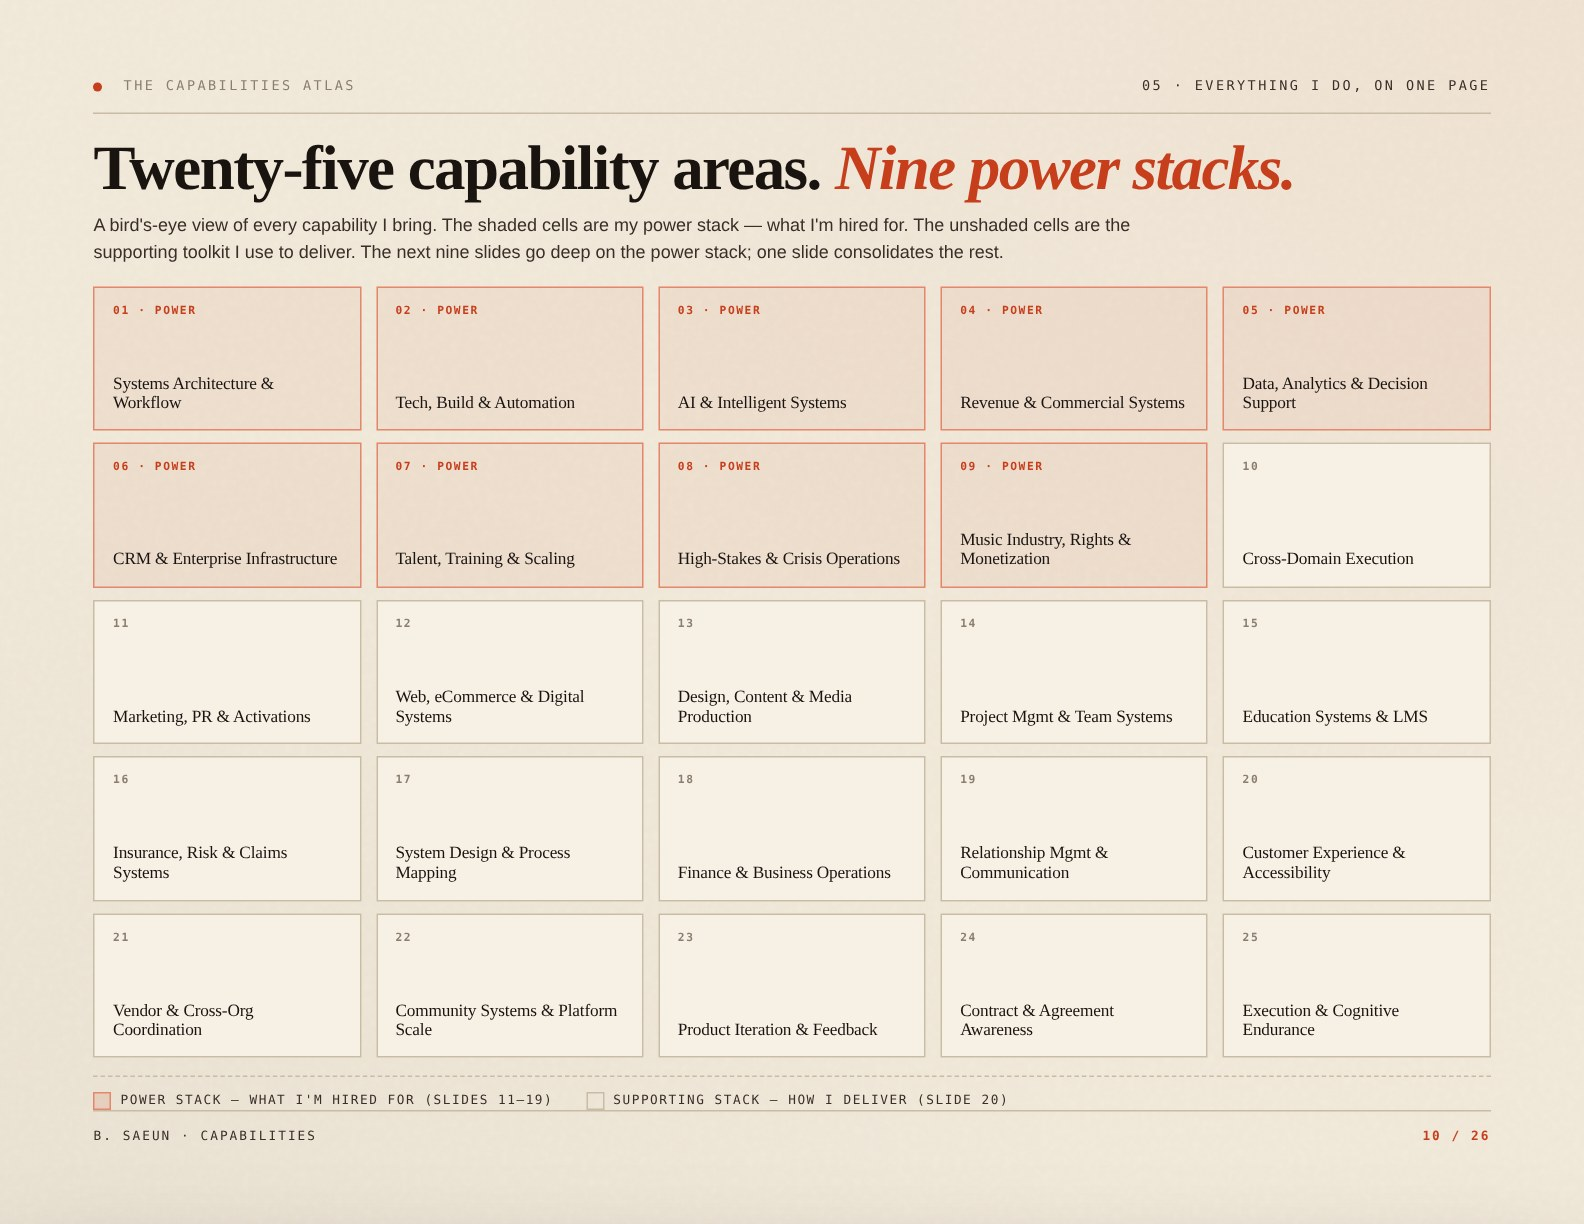 THE CAPABILITIES ATLAS
05 · EVERYTHING I DO, ON ONE PAGE
Twenty-five capability areas. Nine power stacks.
A bird's-eye view of every capability I bring. The shaded cells are my power stack — what I'm hired for. The unshaded cells are the
supporting toolkit I use to deliver. The next nine slides go deep on the power stack; one slide consolidates the rest.
01 · POWER
Systems Architecture &
Workflow
02 · POWER
Tech, Build & Automation
03 · POWER
AI & Intelligent Systems
04 · POWER
Revenue & Commercial Systems
05 · POWER
Data, Analytics & Decision
Support
06 · POWER
CRM & Enterprise Infrastructure
07 · POWER
Talent, Training & Scaling
08 · POWER
High-Stakes & Crisis Operations
09 · POWER
Music Industry, Rights &
Monetization
10
Cross-Domain Execution
11
Marketing, PR & Activations
12
Web, eCommerce & Digital
Systems
13
Design, Content & Media
Production
14
Project Mgmt & Team Systems
15
Education Systems & LMS
16
Insurance, Risk & Claims
Systems
17
System Design & Process
Mapping
18
Finance & Business Operations
19
Relationship Mgmt &
Communication
20
Customer Experience &
Accessibility
21
Vendor & Cross-Org
Coordination
22
Community Systems & Platform
Scale
23
Product Iteration & Feedback
24
Contract & Agreement
Awareness
25
Execution & Cognitive
Endurance
POWER STACK — WHAT I'M HIRED FOR (SLIDES 11–19)
SUPPORTING STACK — HOW I DELIVER (SLIDE 20)
B. SAEUN · CAPABILITIES
10 / 26